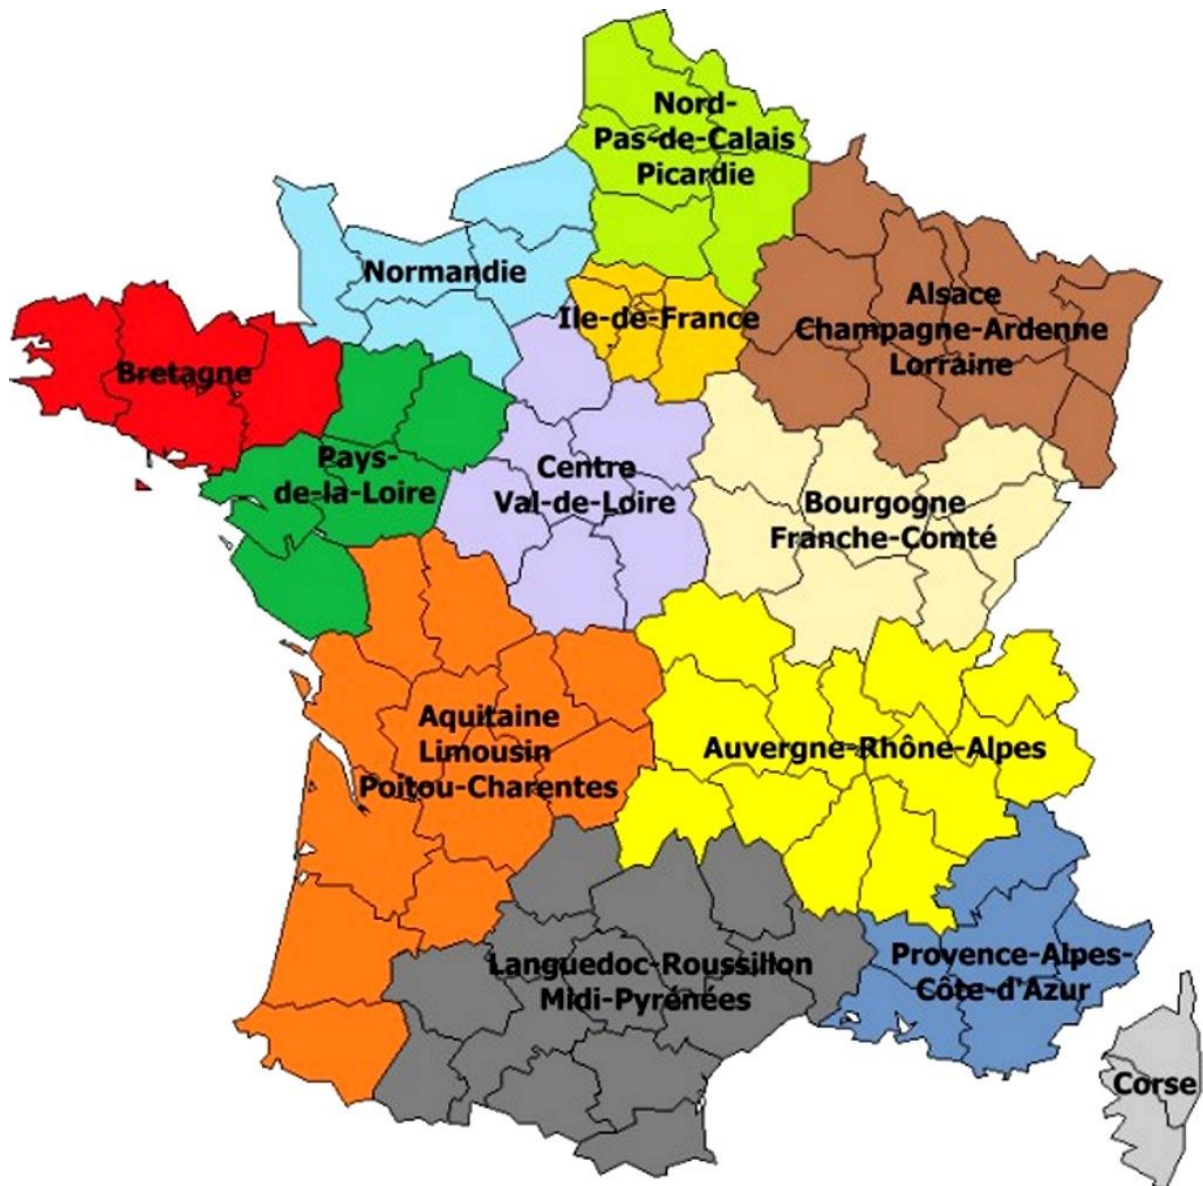 Nord-
Pas-de-Calais
Picardie
Normandie
Ile-de-France
Alsace
Champagne-Ardenne
Lorraine
Bretagne
Pays-
de-la-Loire
Centre
Val-de-Loire
Bourgogne
Franche-Comté
Aquitaine
Limousin
Poitou-Charentes
Auvergne-Rhône-Alpes
Languedoc-Roussillon
Midi-Pyrénées
Provence-Alpes-
Côte-d'Azur
Corse